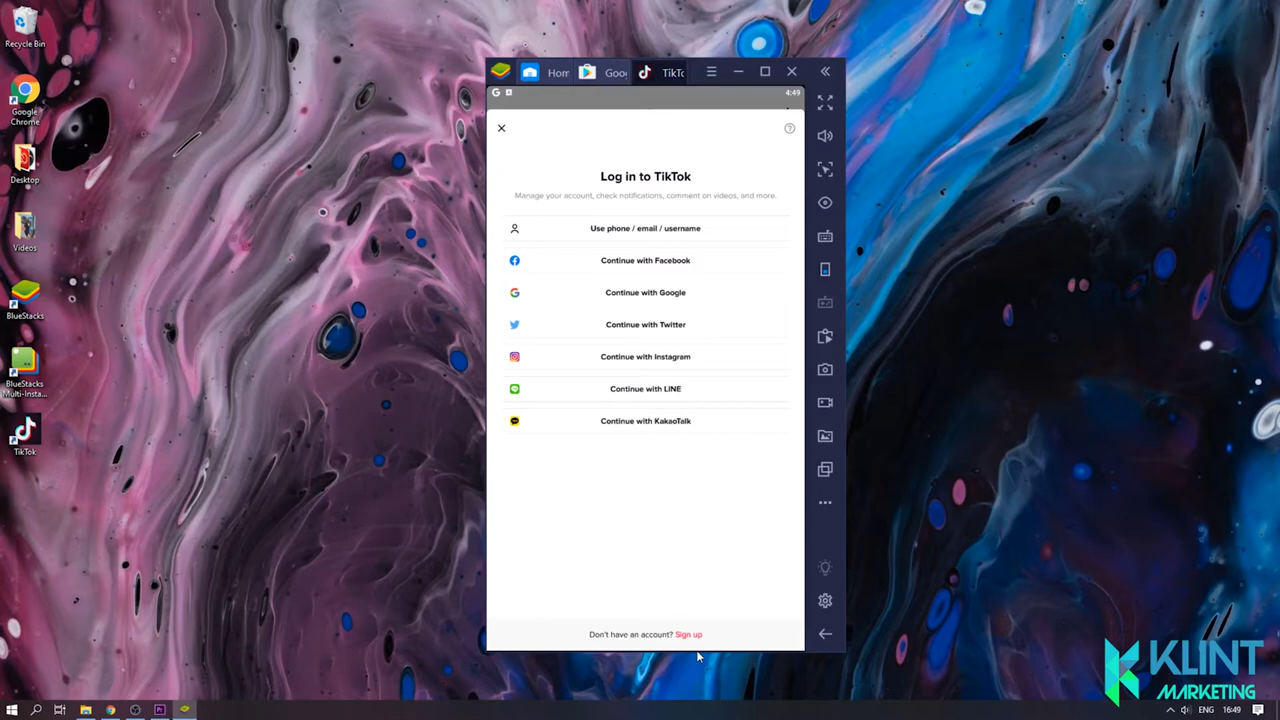 Recycle Bin
Google
Chrome
Desktop
Videos
BlueStacks
BlueStacks
Multi-Insta...
TikTok
Hom
Goog
TikTo
4:49
Log in to TikTok
Manage your account, check notifications, comment on videos, and more.
Use phone / email / username
Continue with Facebook
Continue with Google
Continue with Twitter
Continue with Instagram
Continue with LINE
Continue with KakaoTalk
Don't have an account? Sign up
KLINT
MARKETING
ENG
16:49